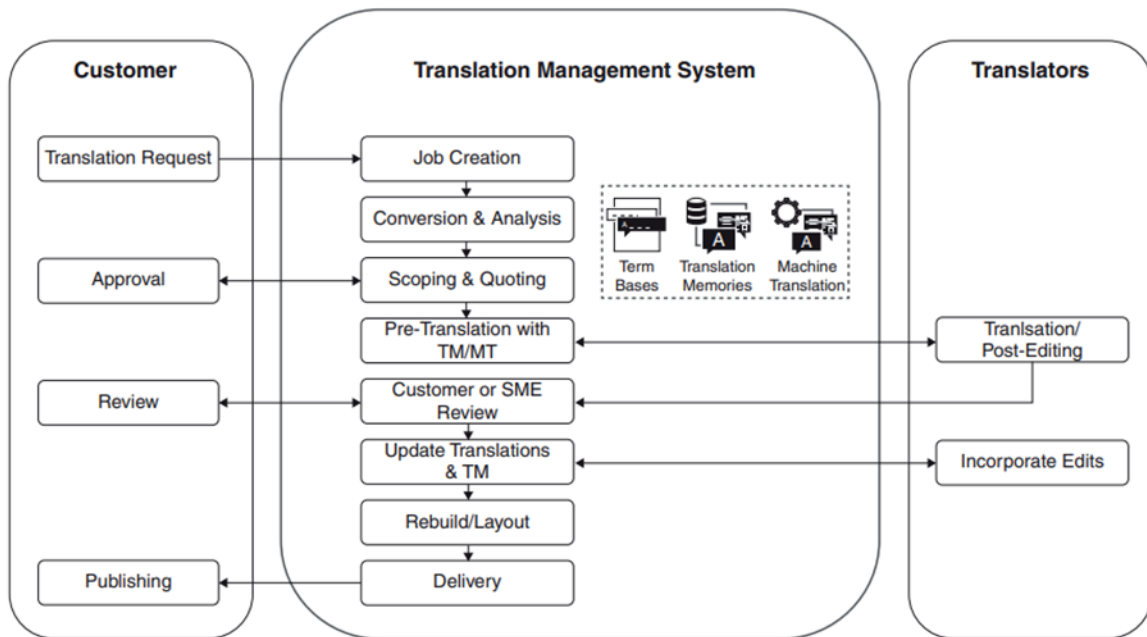 Customer
Translation Management System
Translators
Translation Request
Job Creation
Conversion & Analysis
Term
Bases
Translation
Memories
Machine
Translation
Approval
Scoping & Quoting
Pre-Translation with
TM/MT
Tranlsation/
Post-Editing
Review
Customer or SME
Review
Update Translations
& TM
Incorporate Edits
Rebuild/Layout
Publishing
Delivery